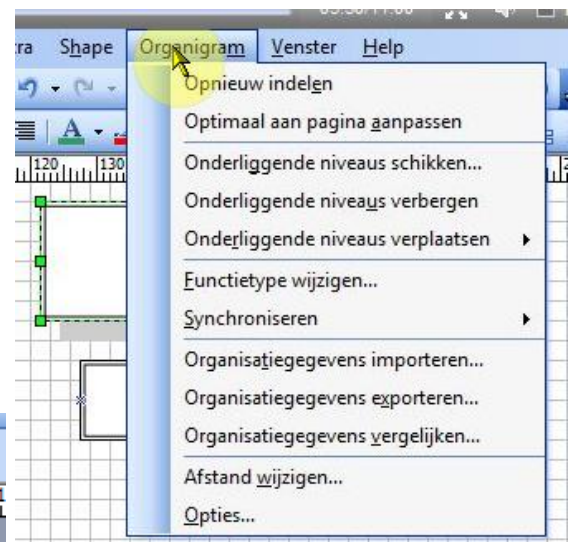 Shape Organigram Venster Help
A
120 130
Opnieuw indelen
Optimaal aan pagina aanpassen
Onderliggende niveaus schikken...
Onderliggende niveaus verbergen
Onderliggende niveaus verplaatsen
Functietype wijzigen...
Synchroniseren
Organisatiegegevens importeren...
Organisatiegegevens exporteren...
Organisatiegegevens vergelijken...
Afstand wijzigen...
Opties...